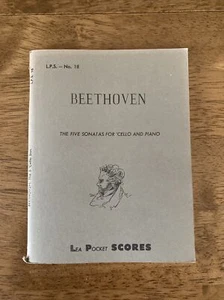 L.P.S. – No. 18
BEETHOVEN
THE FIVE SONATAS FOR 'CELLO AND PIANO
LEA POCKET SCORES